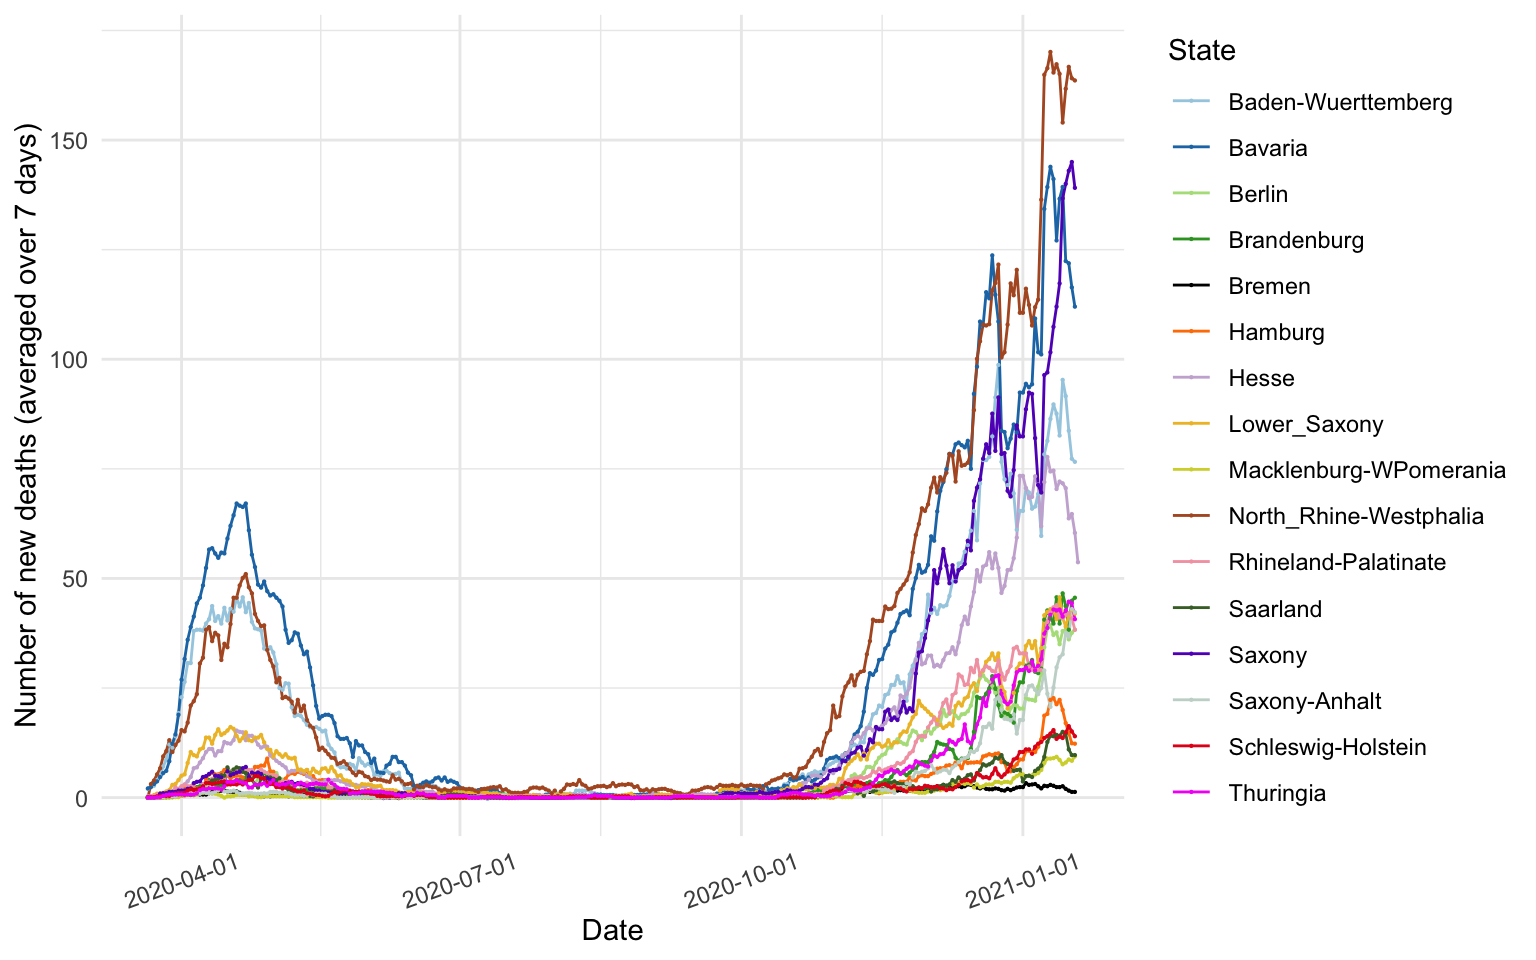 Number of new deaths (averaged over 7 days)
150
100
50
0
2020-04-01
2020-07-01
2020-10-01
2021-01-01
Date
State
Baden-Wuerttemberg
Bavaria
Berlin
Brandenburg
Bremen
Hamburg
Hesse
Lower_Saxony
Macklenburg-WPomerania
North_Rhine-Westphalia
Rhineland-Palatinate
Saarland
Saxony
Saxony-Anhalt
Schleswig-Holstein
Thuringia